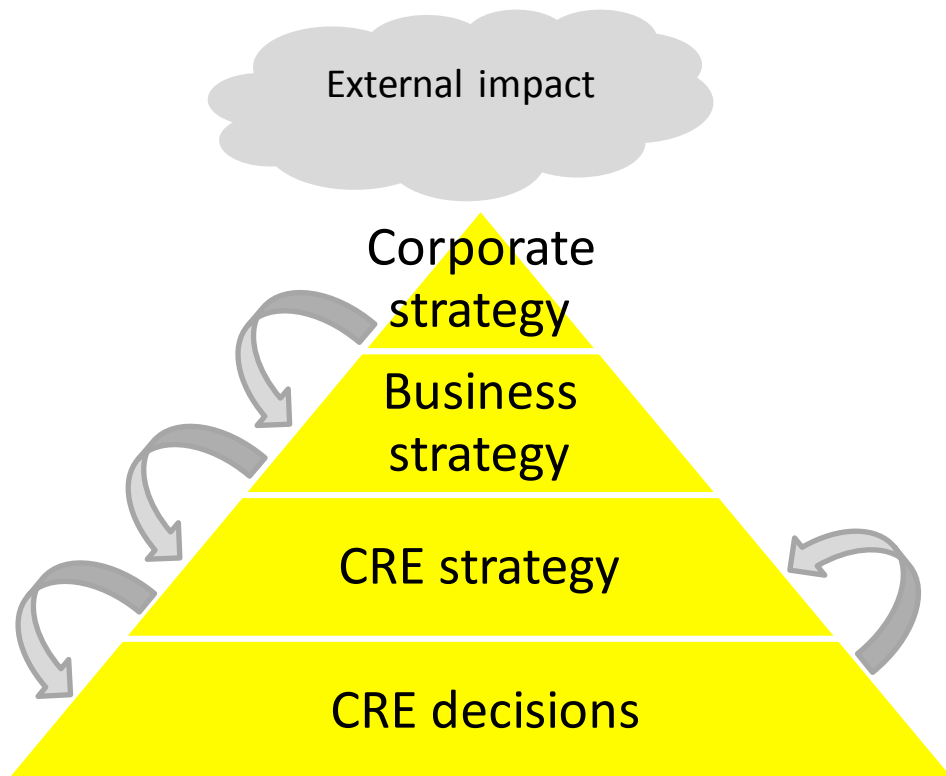 External impact
Corporate
strategy
Business
strategy
CRE strategy
CRE decisions